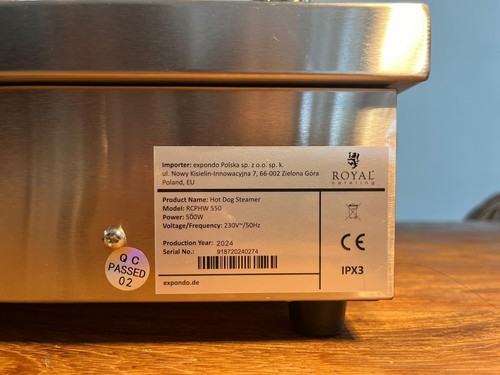 Importer: expondo Polska sp. z o.o. sp. k.
ul. Nowy Kisielin-Innowacyjna 7, 66-002 Zielona Góra
Poland, EU
ROYAL
catering
Product Name: Hot Dog Steamer
Model: RCPHW 550
Power: 500W
Voltage/Frequency: 230V~/50Hz
Production Year: 2024
Serial No.: 918720240274
expondo.de
CE
IPX3
QC
PASSED
02